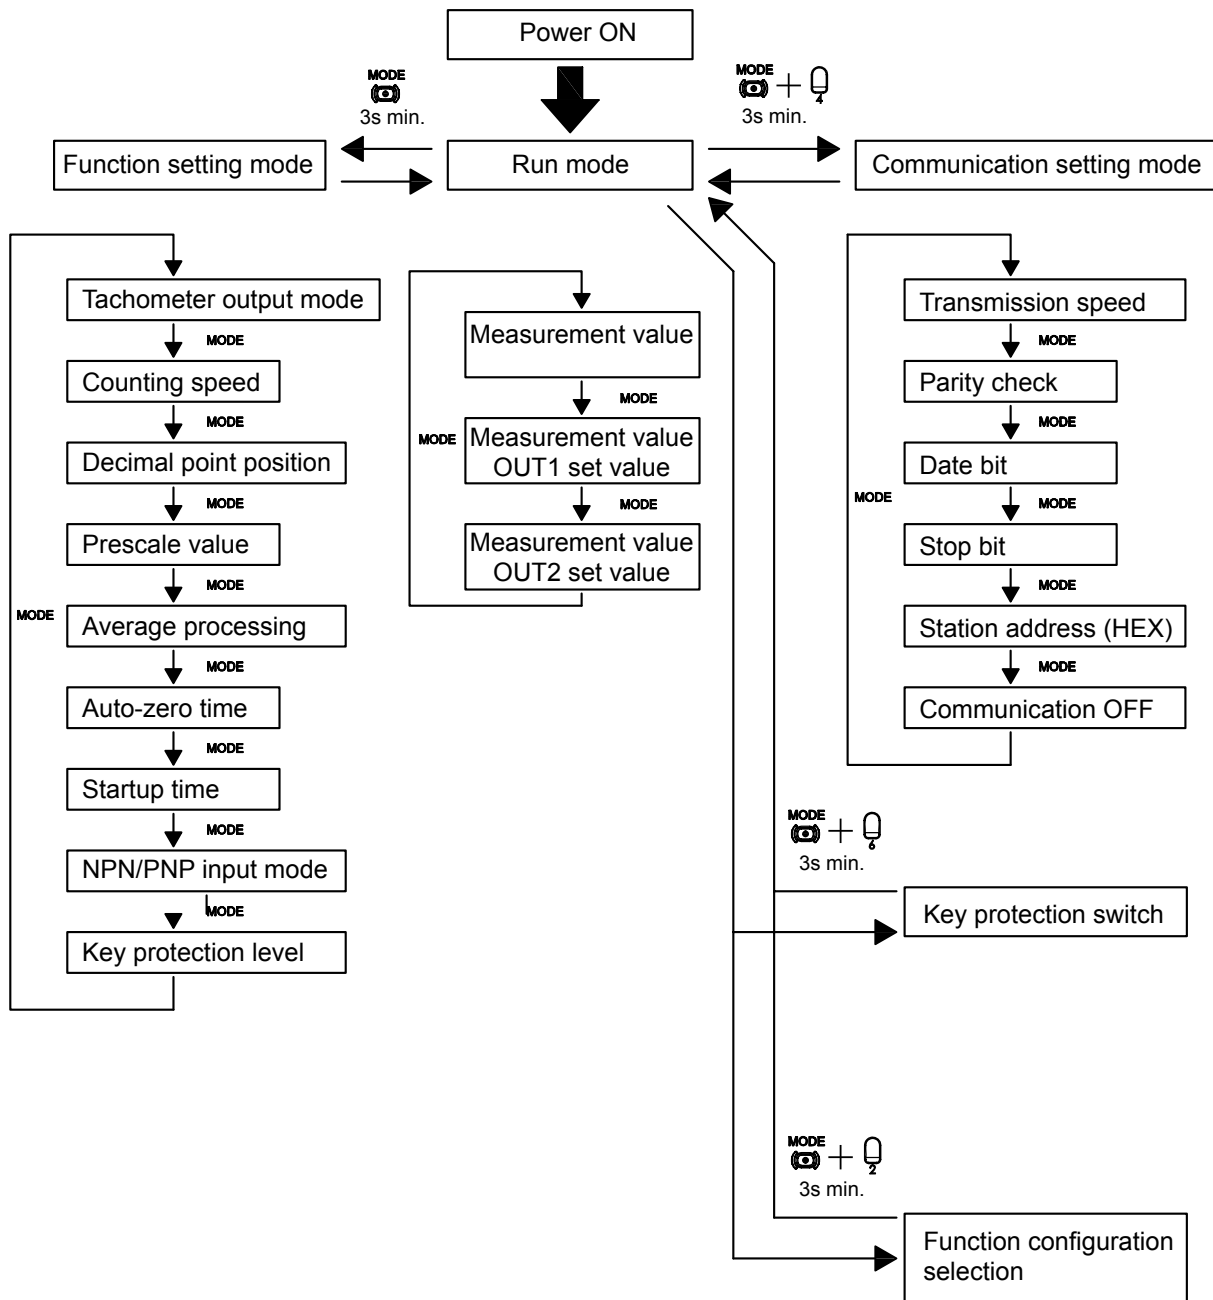 Power ON
MODE
3s min.
MODE
4
3s min.
Function setting mode
Run mode
Communication setting mode
Tachometer output mode
MODE
Counting speed
MODE
Decimal point position
MODE
Prescale value
MODE
MODE
Average processing
MODE
Auto-zero time
MODE
Startup time
MODE
NPN/PNP input mode
MODE
Key protection level
Measurement value
MODE
MODE
Measurement value
OUT1 set value
MODE
Measurement value
OUT2 set value
Transmission speed
MODE
Parity check
MODE
Date bit
MODE
MODE
Stop bit
MODE
Station address (HEX)
MODE
Communication OFF
MODE
6
3s min.
Key protection switch
MODE
2
3s min.
Function configuration
selection